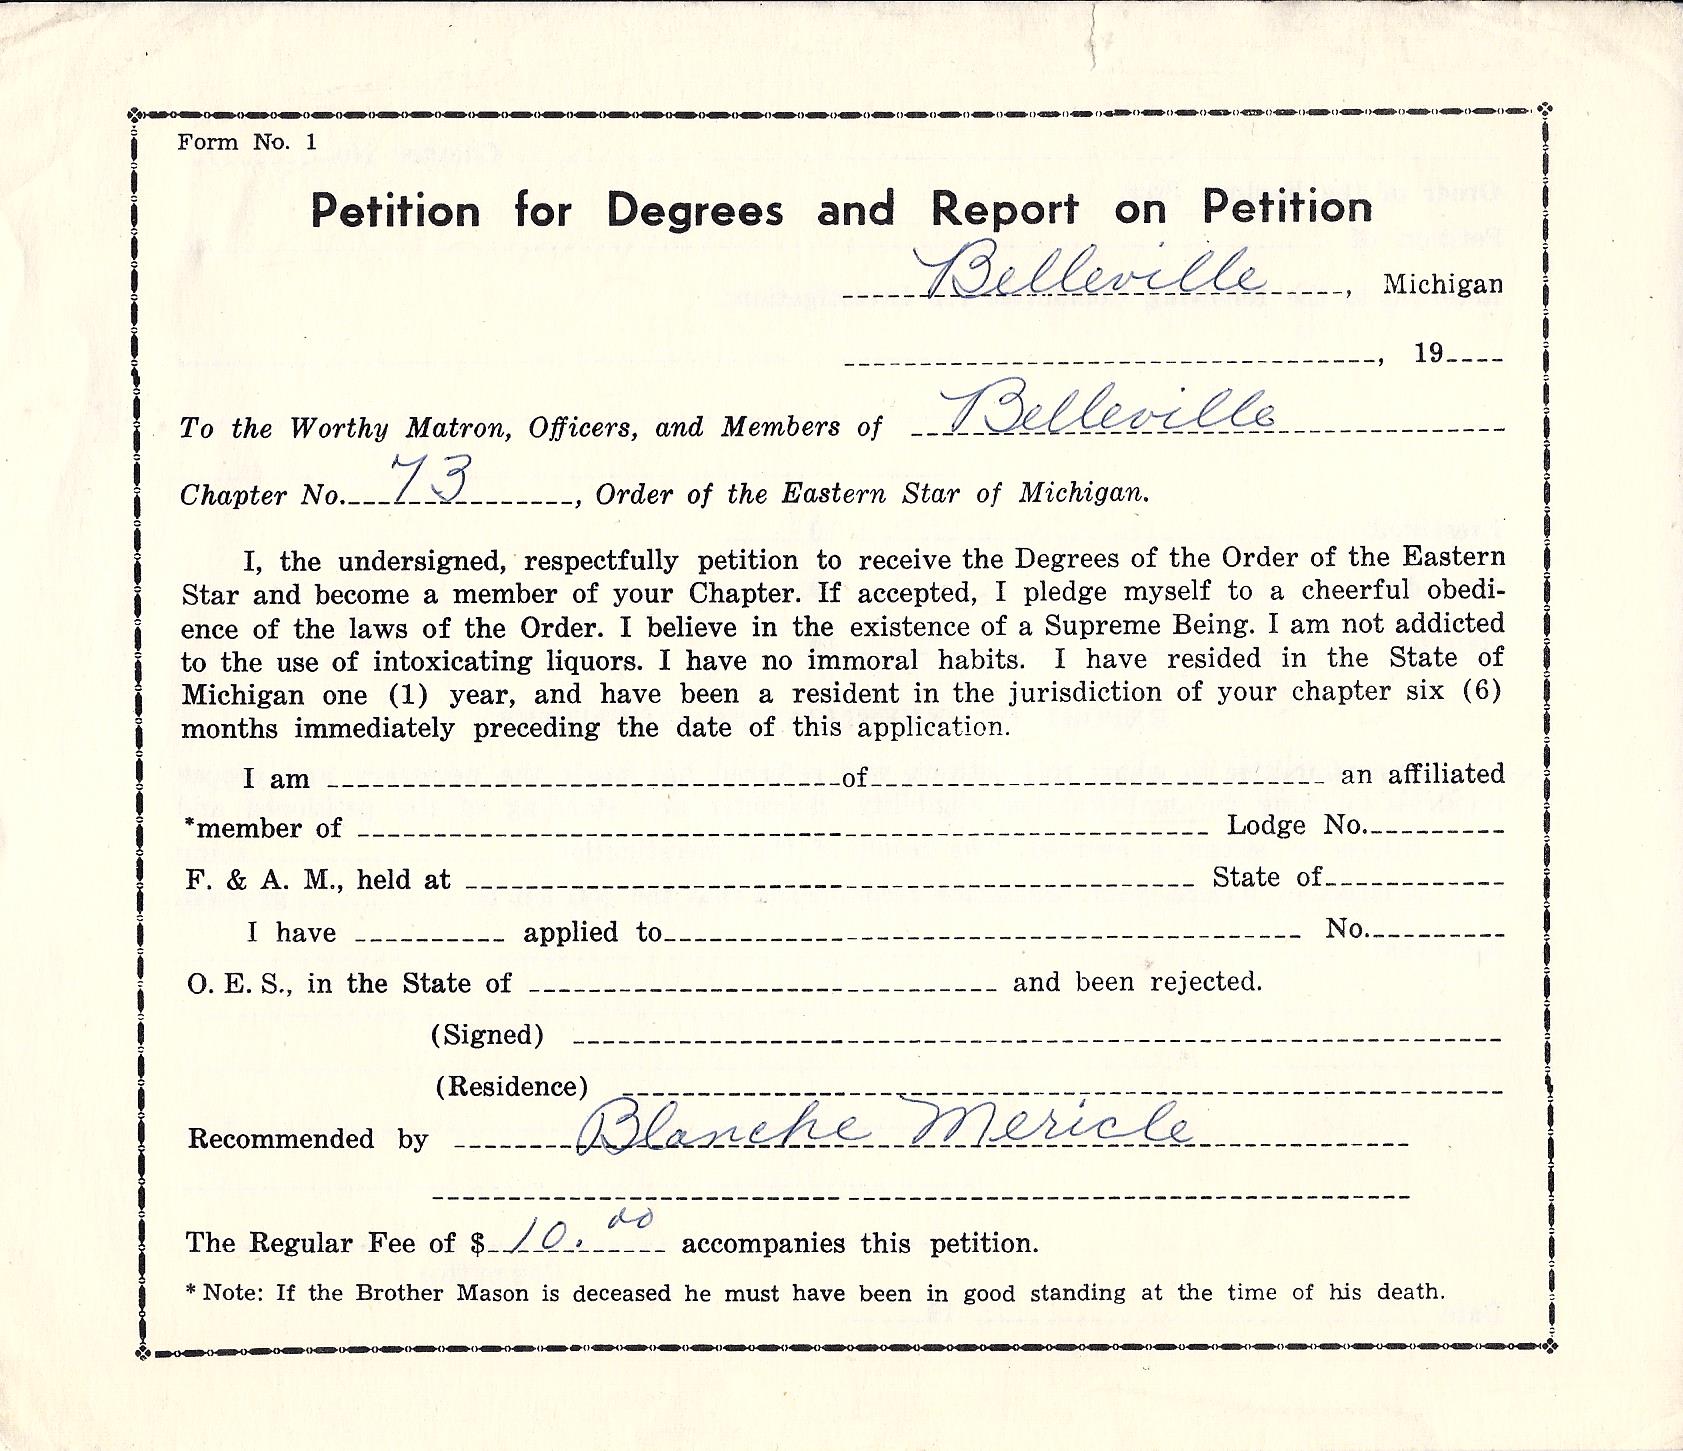 Form No. 1
Petition for Degrees and Report on Petition
Belleville, Michigan
, 19
To the Worthy Matron, Officers, and Members of Belleville
Chapter No. 73, Order of the Eastern Star of Michigan.
I, the undersigned, respectfully petition to receive the Degrees of the Order of the Eastern
Star and become a member of your Chapter. If accepted, I pledge myself to a cheerful obedi-
ence of the laws of the Order. I believe in the existence of a Supreme Being. I am not addicted
to the use of intoxicating liquors. I have no immoral habits. I have resided in the State of
Michigan one (1) year, and have been a resident in the jurisdiction of your chapter six (6)
months immediately preceding the date of this application.
I am of an affiliated
*member of Lodge No.
F. & A. M., held at State of
I have applied to No.
O. E. S., in the State of and been rejected.
(Signed)
(Residence)
Recommended by Blanche Mericle
The Regular Fee of $ 10.00 accompanies this petition.
* Note: If the Brother Mason is deceased he must have been in good standing at the time of his death.